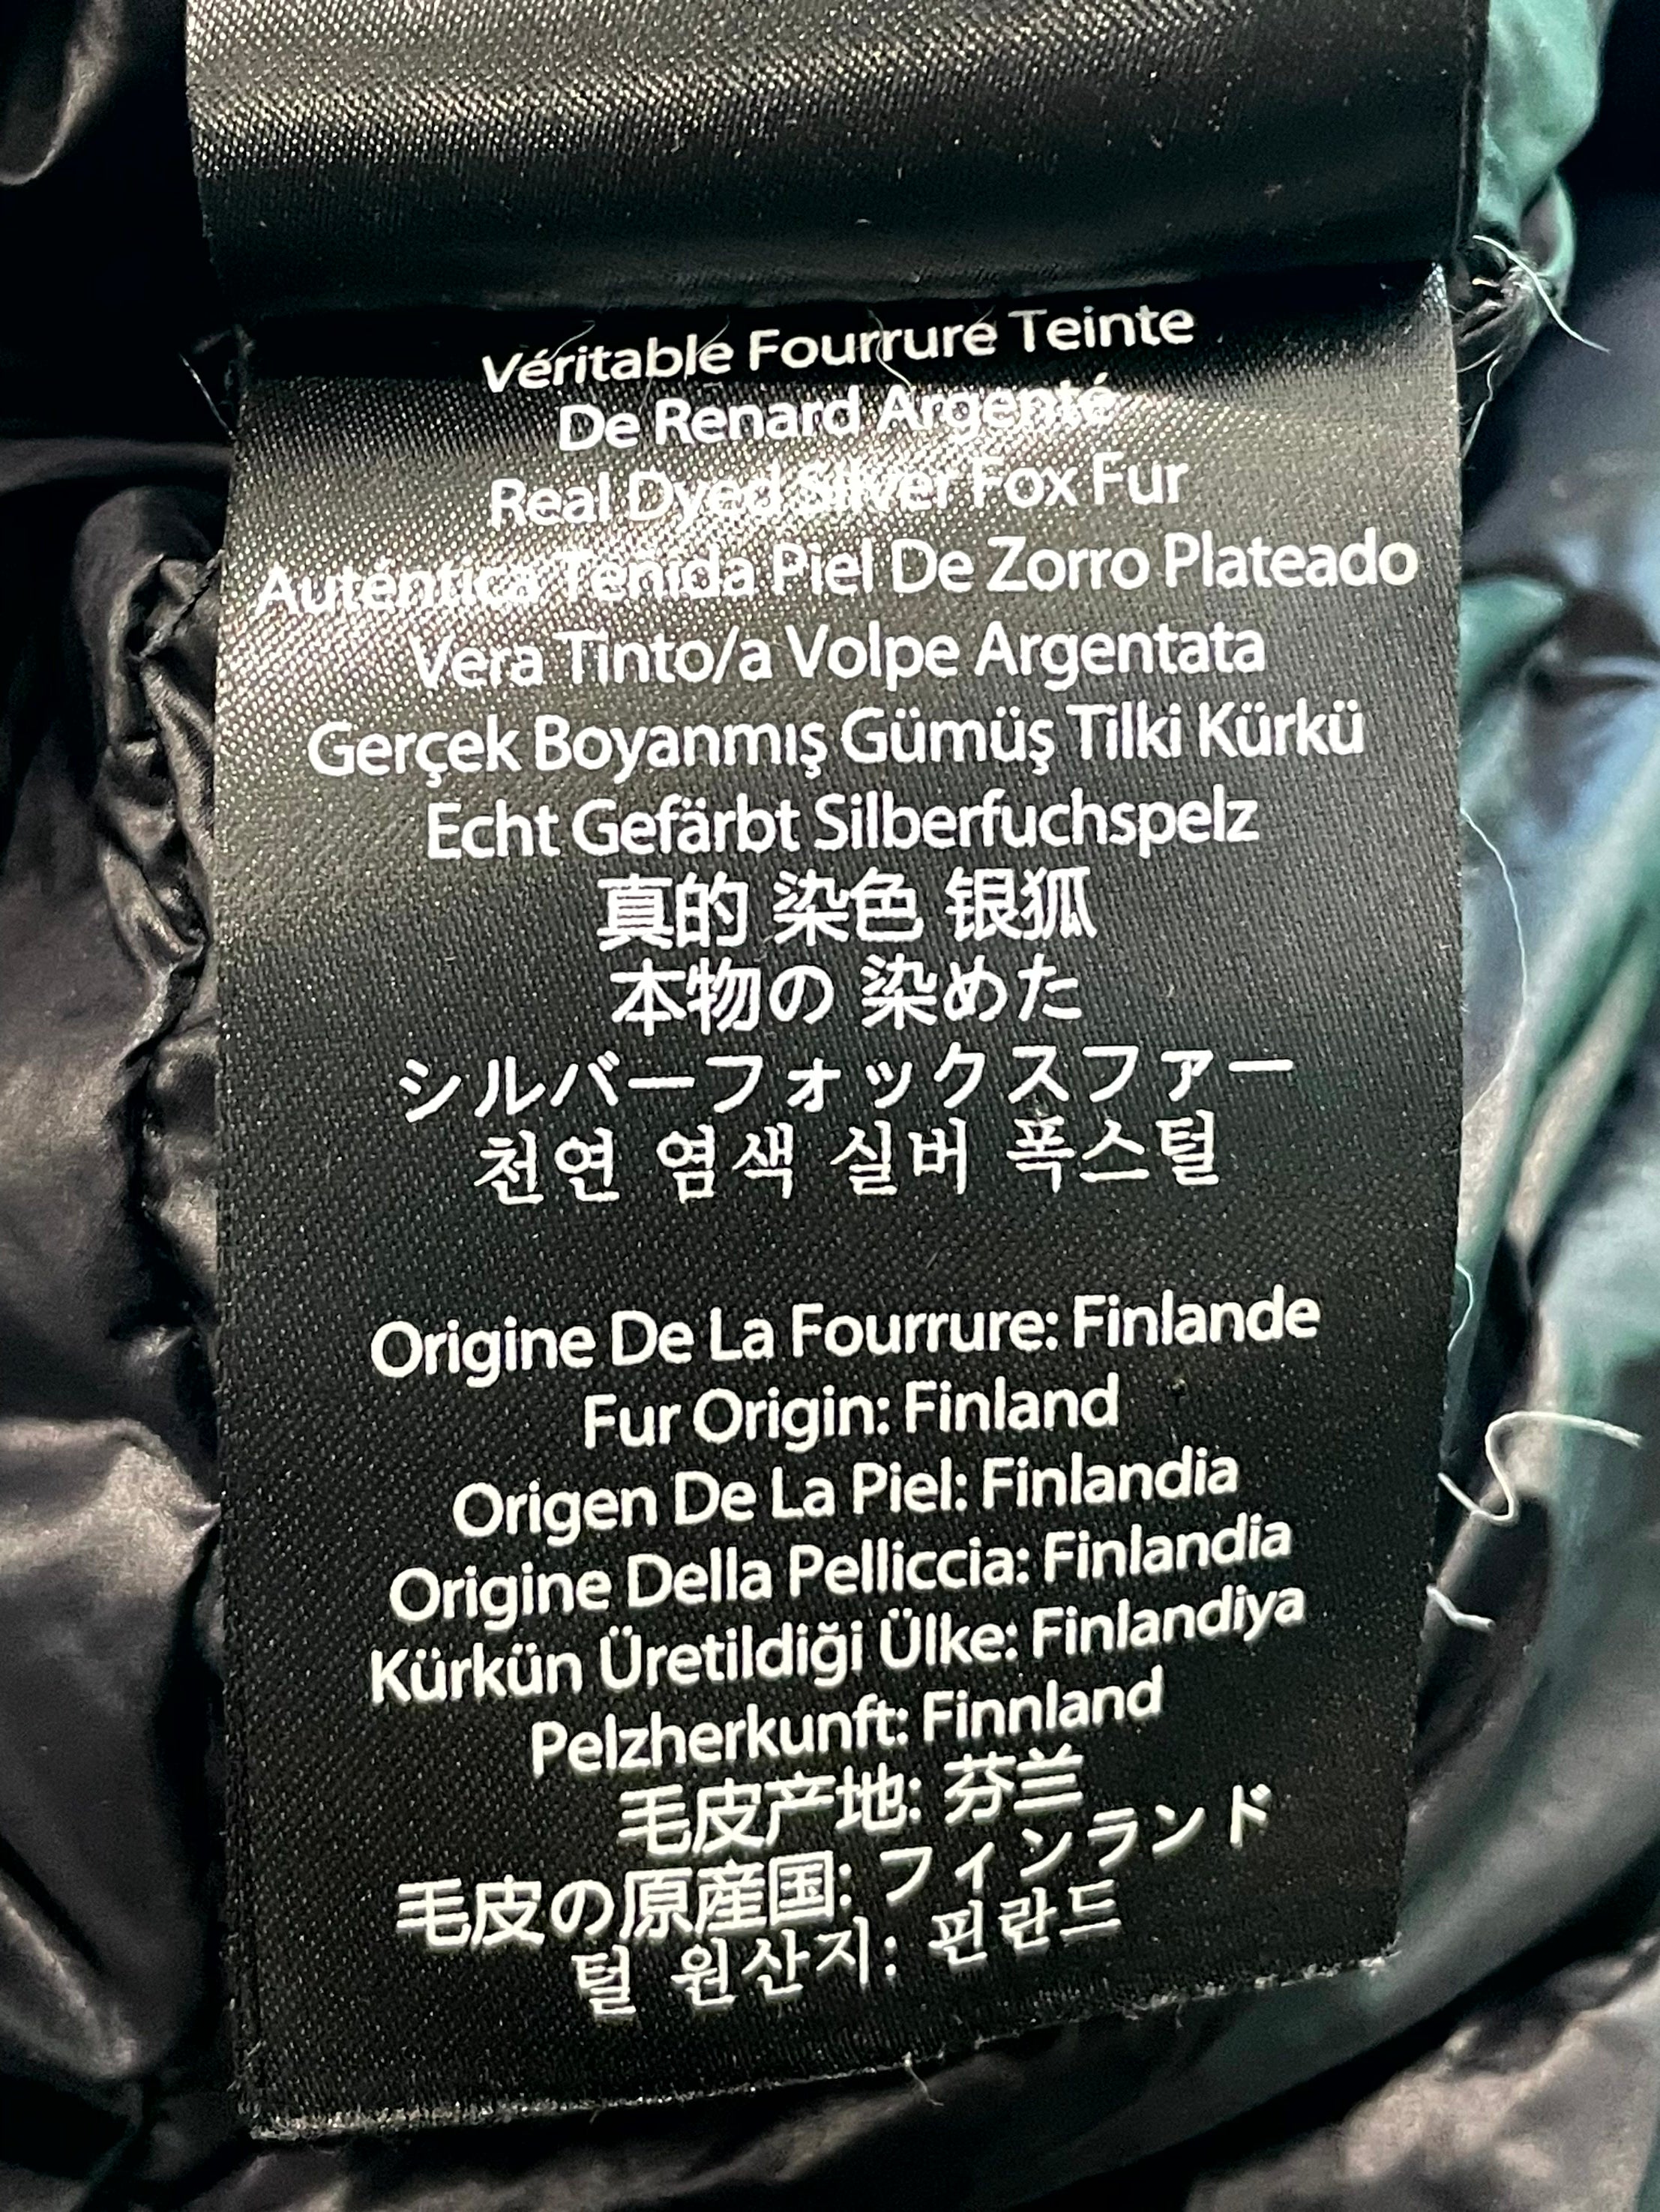 Véritable Fourrure Teinte
De Renard Argenté
Real Dyed Silver Fox Fur
Auténtica Teñida Piel De Zorro Plateado
Vera Tinto/a Volpe Argentata
Gerçek Boyanmış Gümüş Tilki Kürkü
Echt Gefärbt Silberfuchspelz
真的 染色 银狐
本物の 染めた
シルバーフォックスファー
천연 염색 실버 폭스털
Origine De La Fourrure: Finlande
Fur Origin: Finland
Origen De La Piel: Finlandia
Origine Della Pelliccia: Finlandia
Kürkün Üretildiği Ülke: Finlandiya
Pelzherkunft: Finnland
毛皮产地: 芬兰
毛皮の原産国: フィンランド
털 원산지: 핀란드